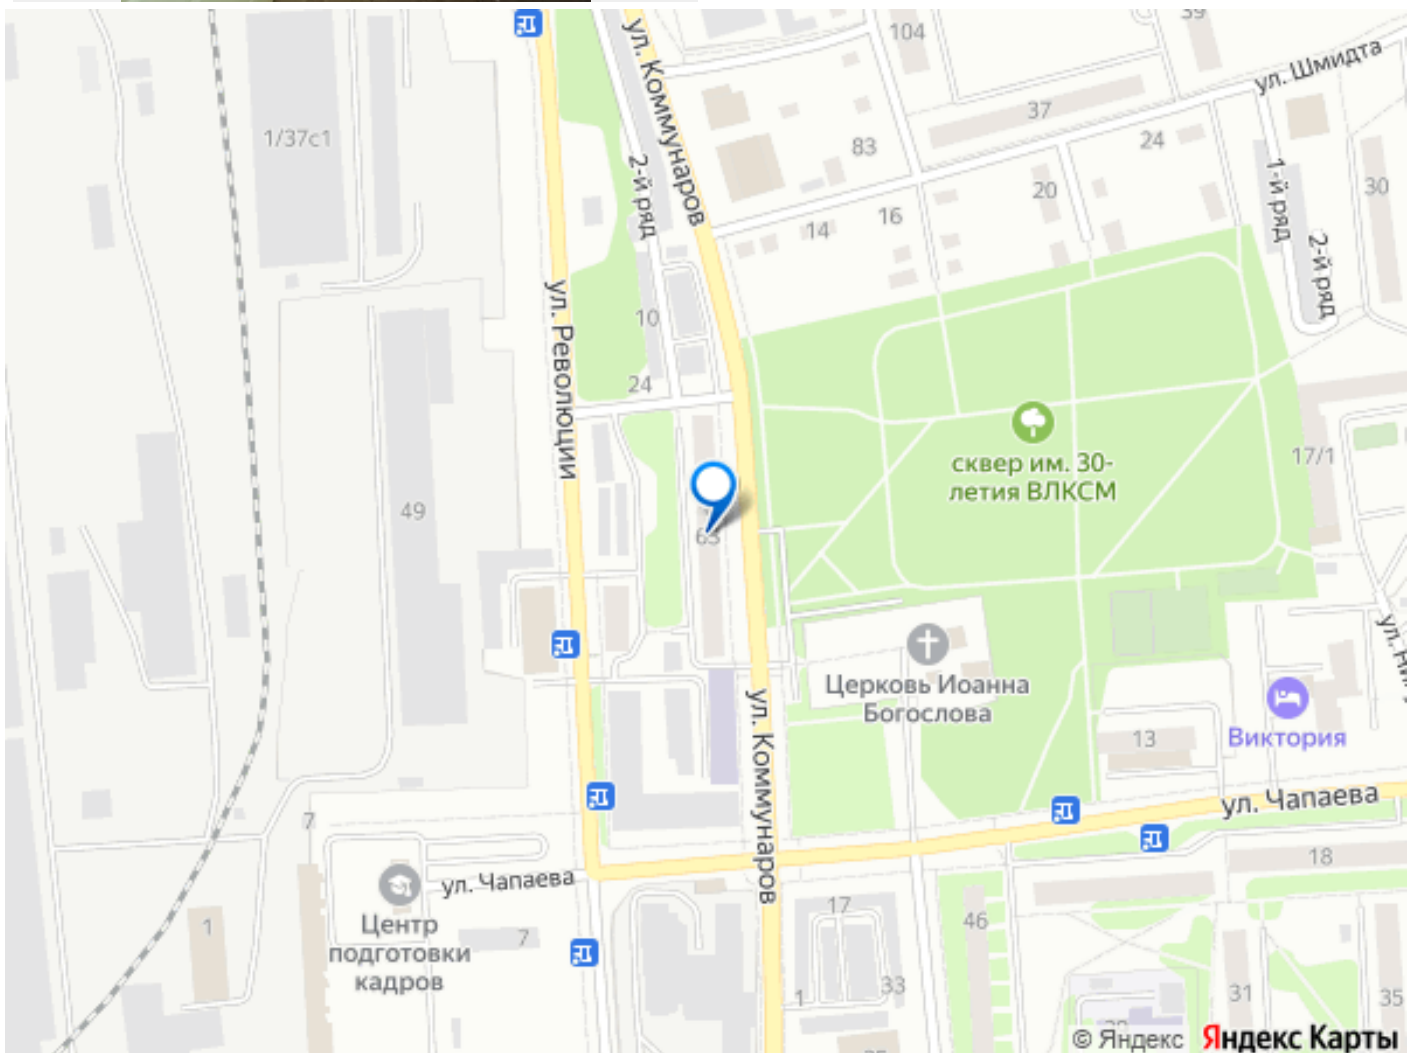 ул. Коммунаров
104
39
ул. Шмидта
1/37с1
37
83
24
2-й ряд
1-й ряд
30
20
16
14
2-й ряд
ул. Революции
10
24
сквер им. 30-
летия ВЛКСМ
17/1
49
63
Церковь Иоанна
Богослова
ул. Коммунаров
13
Виктория
ул. Чапаева
7
18
ул. Чапаева
Центр
подготовки
кадров
1
7
17
46
33
1
31
35
© Яндекс Яндекс Карты